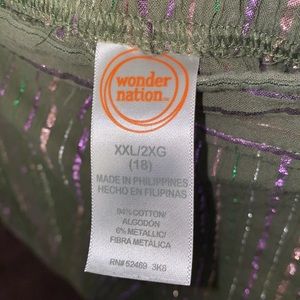 wonder
nation™
XXL/2XG
(18)
MADE IN PHILIPPINES
HECHO EN FILIPINAS
94% COTTON/
ALGODÓN
6% METALLIC/
FIBRA METÁLICA
RN# 52469 3K6